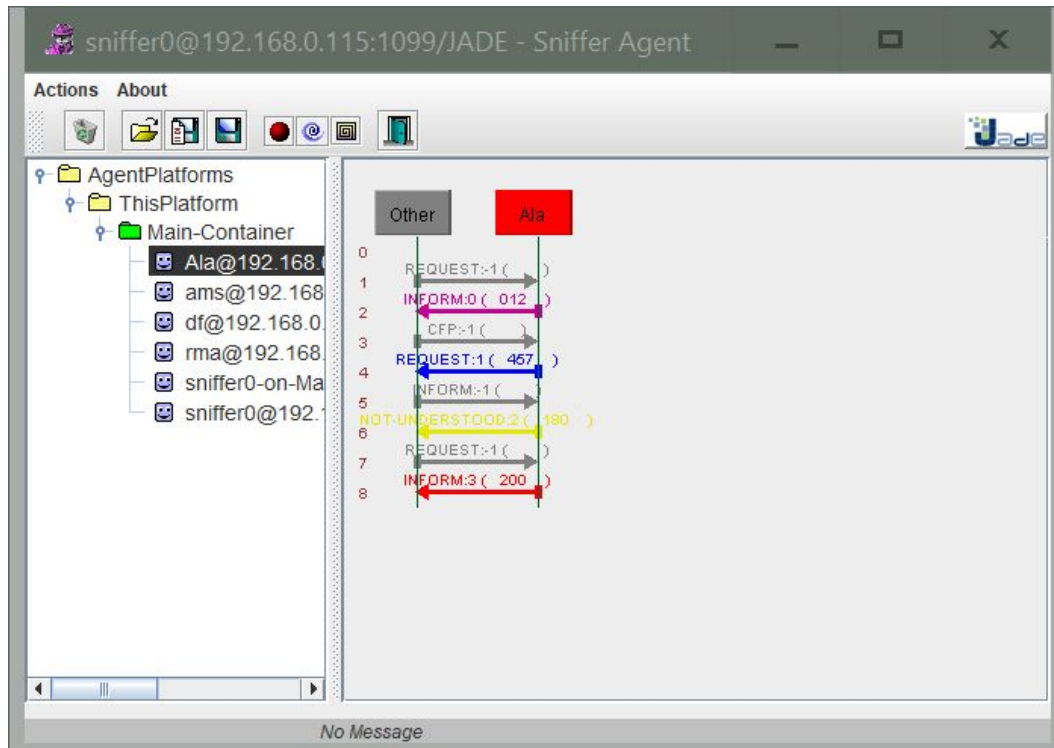 sniffer0@192.168.0.115:1099/JADE - Sniffer Agent
Actions About
Jade
AgentPlatforms
ThisPlatform
Main-Container
Ala@192.168.0
ams@192.168
df@192.168.0.
rma@192.168.
sniffer0-on-Ma
sniffer0@192.1
Other Ala
0
REQUEST:-1 ( )
1
INFORM:0 ( 012 )
2
CFP:-1 ( )
3
REQUEST:1 ( 457 )
4
INFORM:-1 ( )
5
NOT-UNDERSTOOD:2 ( 180 )
6
REQUEST:-1 ( )
7
INFORM:3 ( 200 )
8
No Message